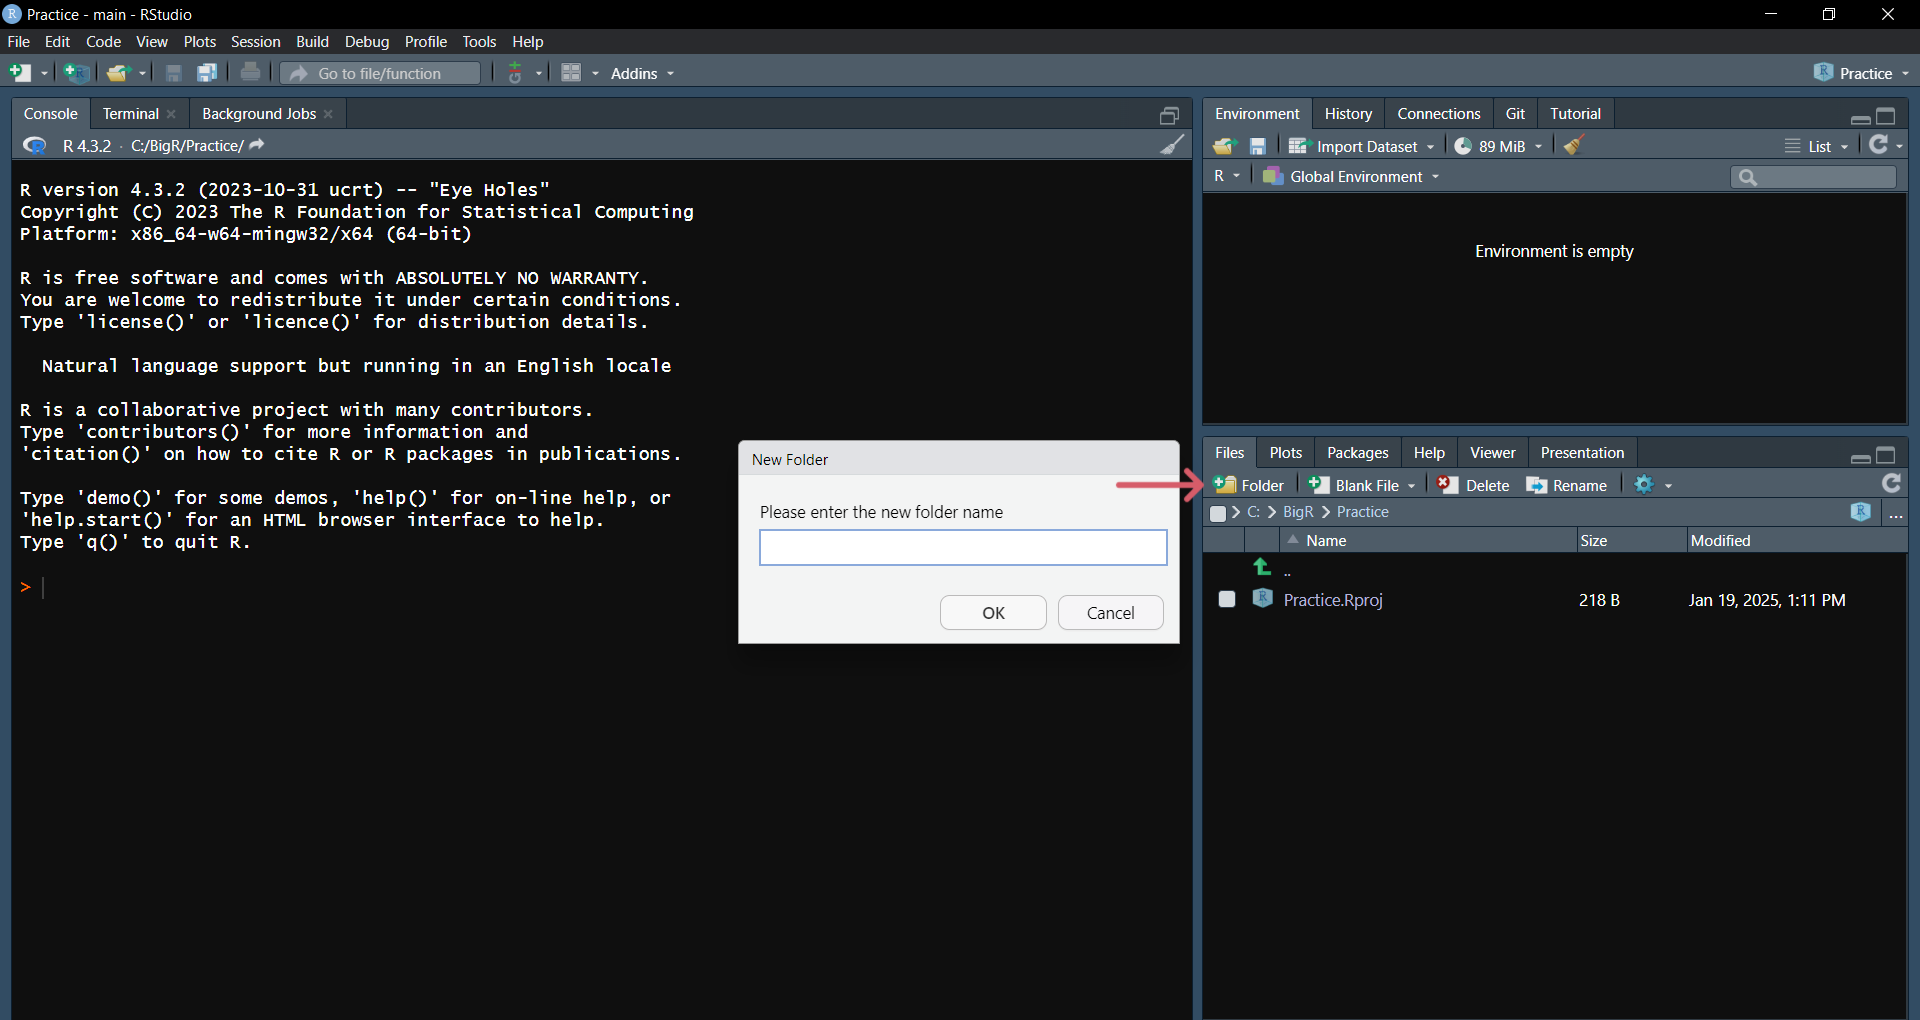 Practice - main - RStudio
File Edit Code View Plots Session Build Debug Profile Tools Help
Go to file/function Addins Practice
Console Terminal Background Jobs
R 4.3.2 · C:/BigR/Practice/
R version 4.3.2 (2023-10-31 ucrt) -- "Eye Holes"
Copyright (C) 2023 The R Foundation for Statistical Computing
Platform: x86_64-w64-mingw32/x64 (64-bit)
R is free software and comes with ABSOLUTELY NO WARRANTY.
You are welcome to redistribute it under certain conditions.
Type 'license()' or 'licence()' for distribution details.
Natural language support but running in an English locale
R is a collaborative project with many contributors.
Type 'contributors()' for more information and
'citation()' on how to cite R or R packages in publications.
Type 'demo()' for some demos, 'help()' for on-line help, or
'help.start()' for an HTML browser interface to help.
Type 'q()' to quit R.
>
New Folder
Please enter the new folder name
OK Cancel
Environment History Connections Git Tutorial
Import Dataset 89 MiB List
R Global Environment
Environment is empty
Files Plots Packages Help Viewer Presentation
Folder Blank File Delete Rename
C: > BigR > Practice ...
Name Size Modified
..
Practice.Rproj 218 B Jan 19, 2025, 1:11 PM